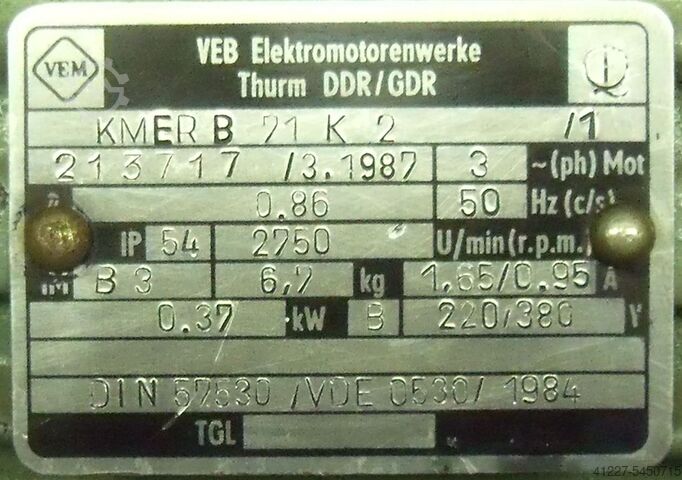 VEM VEB Elektromotorenwerke
Thurm DDR/GDR
KMER B 71 K 2 /1
213717 /3.1987 3 ~(ph) Mot
0.86 50 Hz (c/s)
IP 54 2750 U/min(r.p.m.)
IM B 3 6,7 kg 1,65/0.95 A
0.37 kW B 220/380 V
DIN 57530 /VDE 0530/ 1984
TGL
41227-5450715